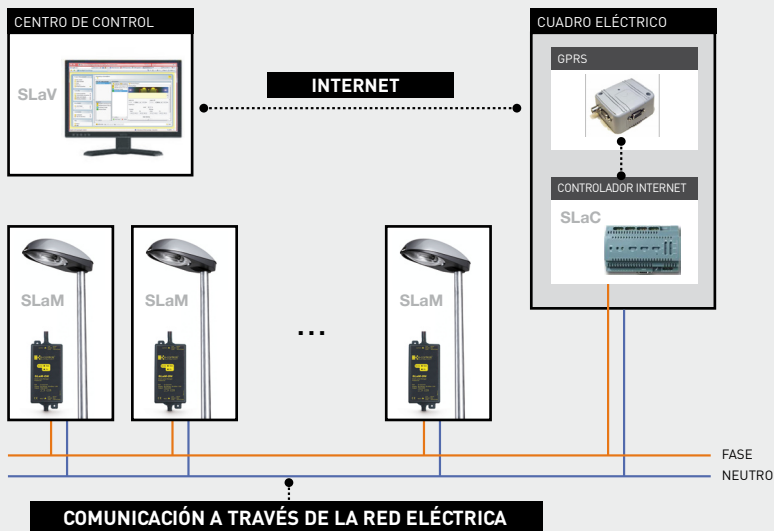 CENTRO DE CONTROL
SLaV
INTERNET
CUADRO ELÉCTRICO
GPRS
CONTROLADOR INTERNET
SLaC
SLaM
SLaM
...
SLaM
FASE
NEUTRO
COMUNICACIÓN A TRAVÉS DE LA RED ELÉCTRICA